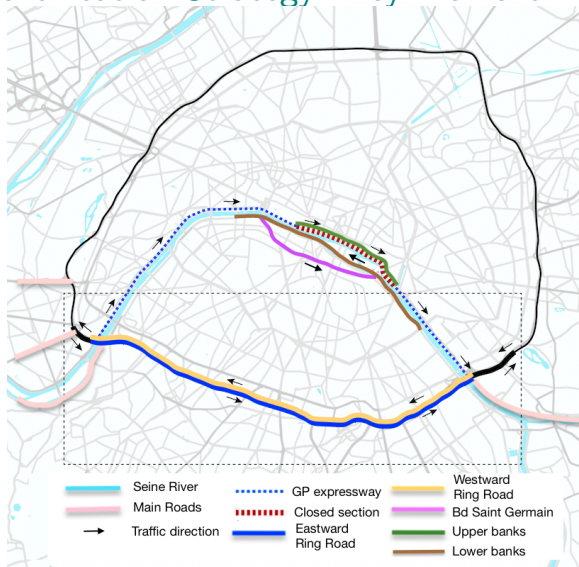 Seine River
Main Roads
Traffic direction
GP expressway
Closed section
Eastward
Ring Road
Westward
Ring Road
Bd Saint Germain
Upper banks
Lower banks